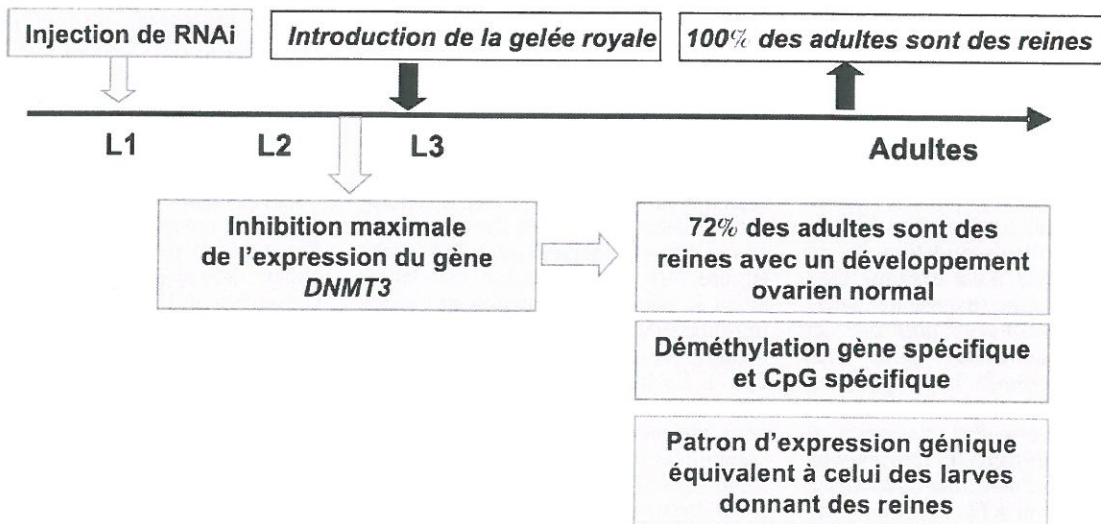 Injection de RNAi
Introduction de la gelée royale
100% des adultes sont des reines
L1
L2
L3
Adultes
Inhibition maximale
de l'expression du gène
DNMT3
72% des adultes sont des
reines avec un développement
ovarien normal
Déméthylation gène spécifique
et CpG spécifique
Patron d'expression génique
équivalent à celui des larves
donnant des reines